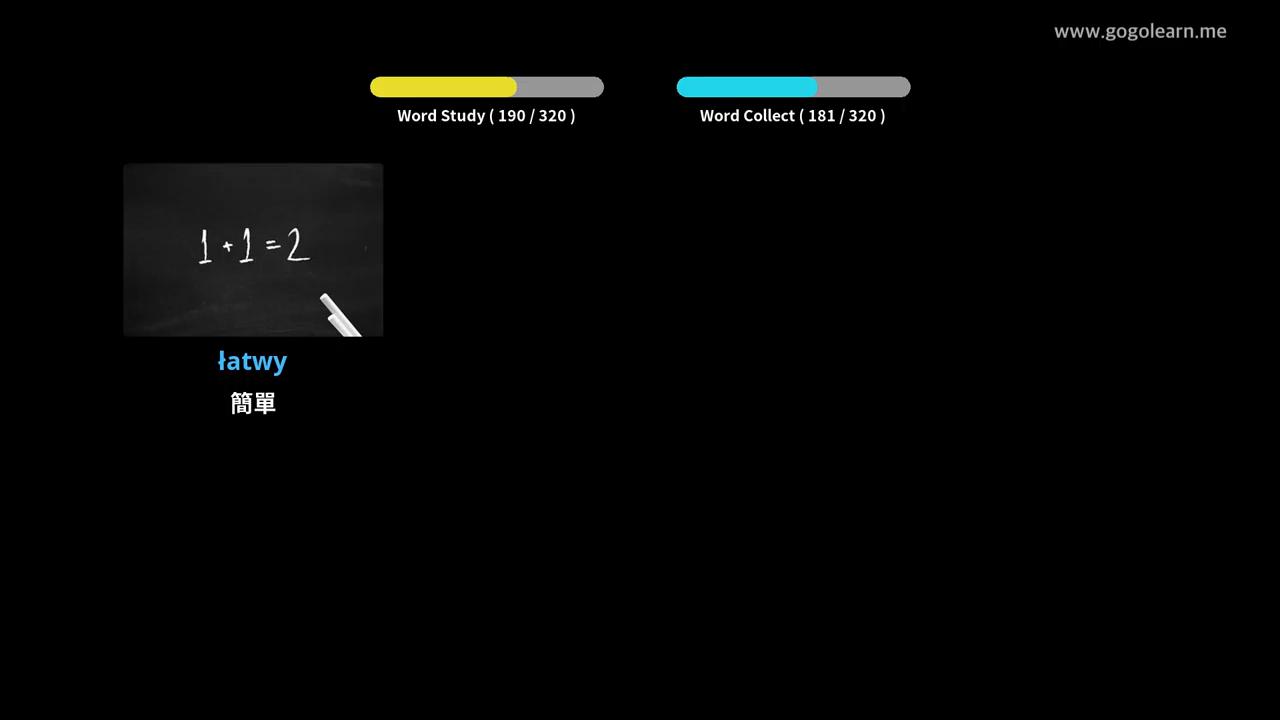 www.gogolearn.me
Word Study ( 190 / 320 )
Word Collect ( 181 / 320 )
1 + 1 = 2
łatwy
簡單